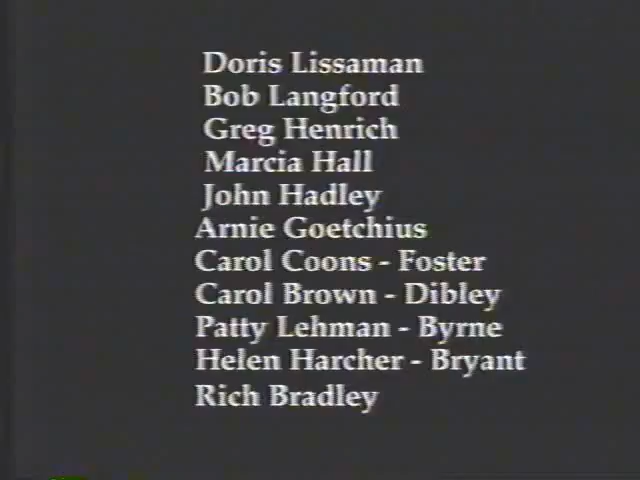 Doris Lissaman
Bob Langford
Greg Henrich
Marcia Hall
John Hadley
Arnie Goetchius
Carol Coons - Foster
Carol Brown - Dibley
Patty Lehman - Byrne
Helen Harcher - Bryant
Rich Bradley